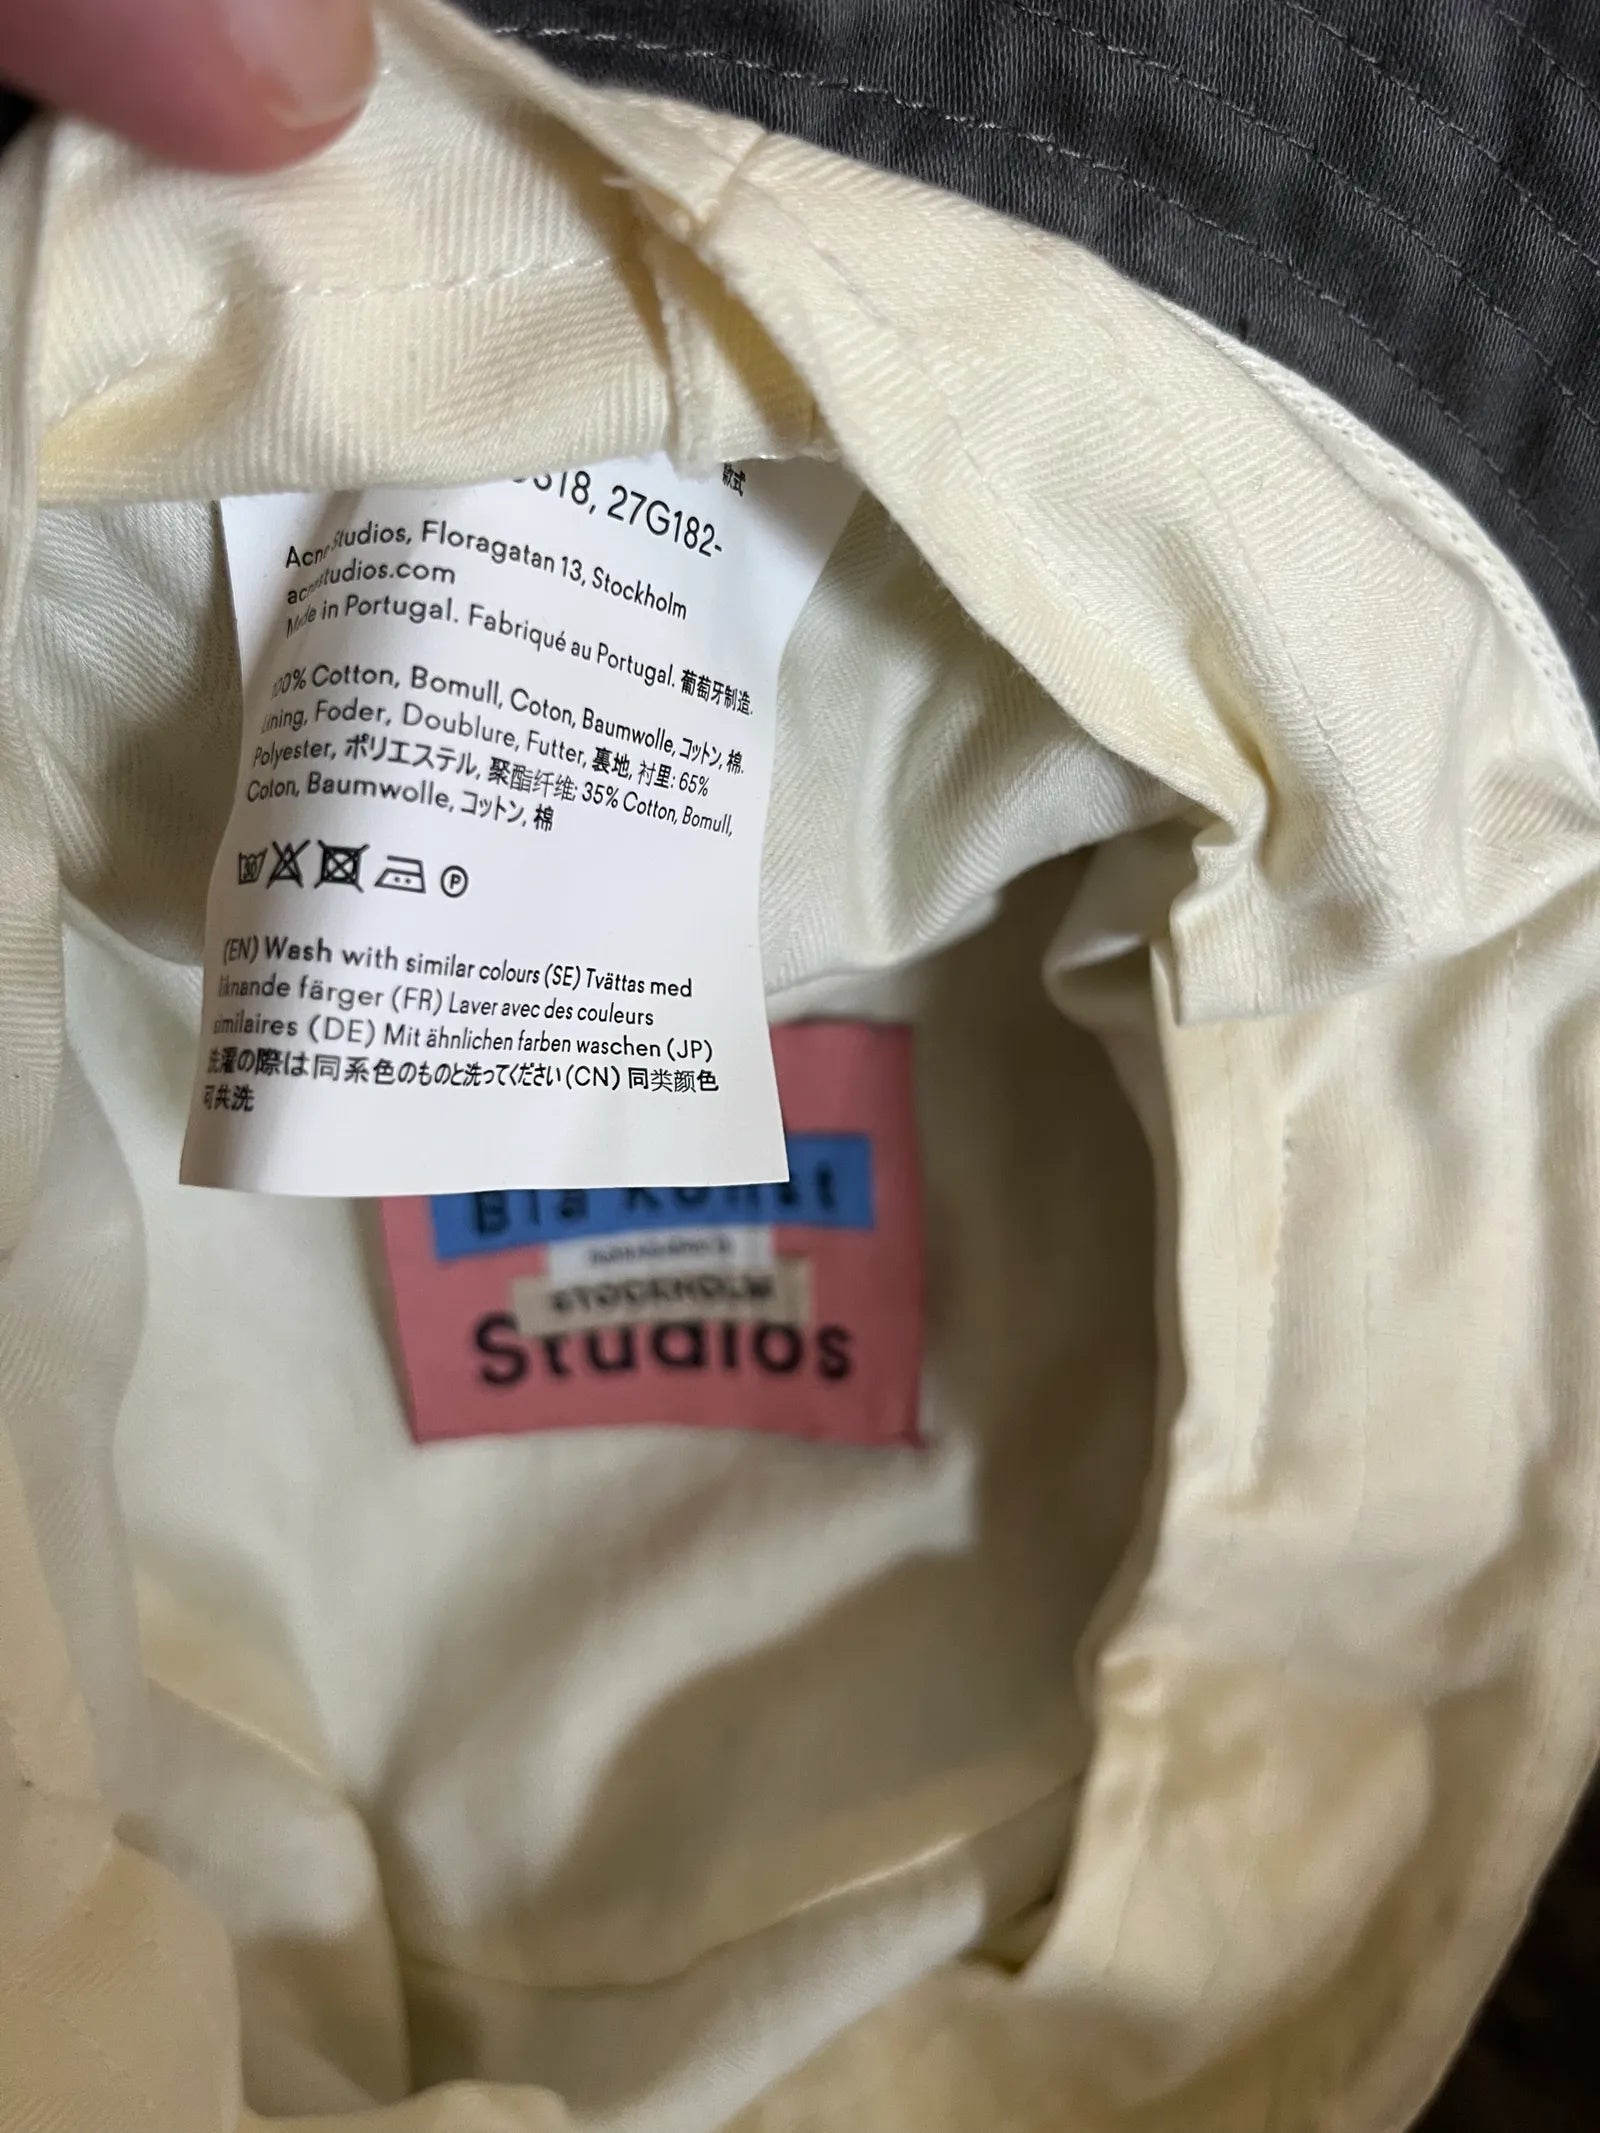 款式
27G182-
Acne Studios, Floragatan 13, Stockholm
acnestudios.com
Made in Portugal. Fabriqué au Portugal. 葡萄牙制造.
100% Cotton, Bomull, Coton, Baumwolle, コットン, 棉.
Lining, Foder, Doublure, Futter, 裏地, 衬里: 65%
Polyester, ポリエステル, 聚酯纤维; 35% Cotton, Bomull,
Coton, Baumwolle, コットン, 棉
30
P
(EN) Wash with similar colours (SE) Tvättas med
liknande färger (FR) Laver avec des couleurs
similaires (DE) Mit ähnlichen farben waschen (JP)
洗濯の際は同系色のものと洗ってください (CN) 同类颜色
可共洗
Blå Konst
STOCKHOLM
Studios